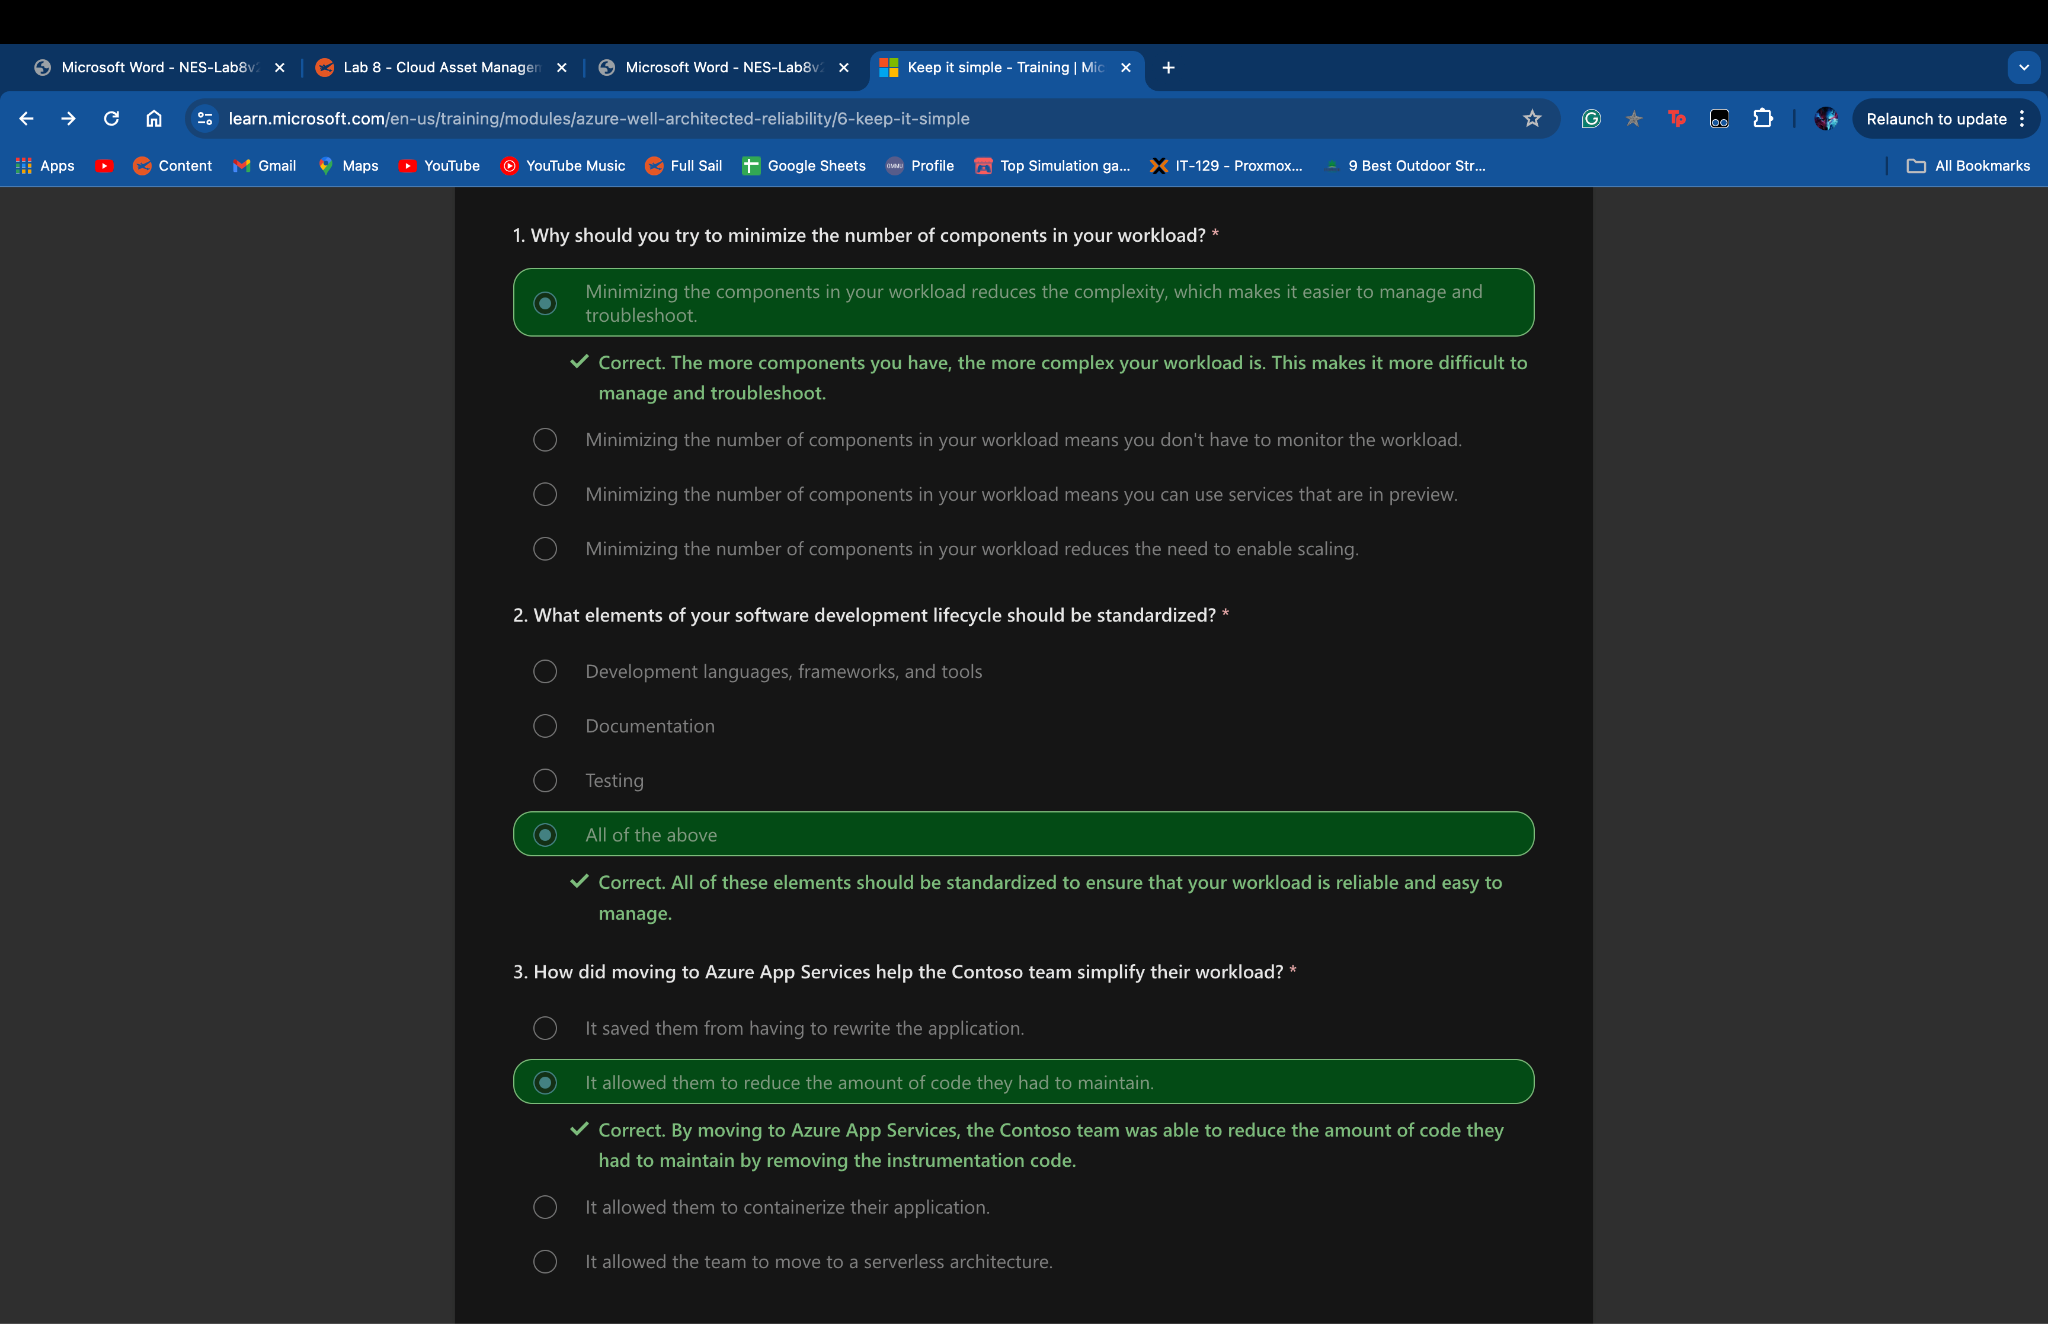 Microsoft Word - NES-Lab8v2
Lab 8 - Cloud Asset Managem
Microsoft Word - NES-Lab8v2
Keep it simple - Training | Mic
learn.microsoft.com/en-us/training/modules/azure-well-architected-reliability/6-keep-it-simple
Relaunch to update
Apps
Content
Gmail
Maps
YouTube
YouTube Music
Full Sail
Google Sheets
Profile
Top Simulation ga...
IT-129 - Proxmox...
9 Best Outdoor Str...
All Bookmarks
1. Why should you try to minimize the number of components in your workload? *
Minimizing the components in your workload reduces the complexity, which makes it easier to manage and
troubleshoot.
Correct. The more components you have, the more complex your workload is. This makes it more difficult to
manage and troubleshoot.
Minimizing the number of components in your workload means you don't have to monitor the workload.
Minimizing the number of components in your workload means you can use services that are in preview.
Minimizing the number of components in your workload reduces the need to enable scaling.
2. What elements of your software development lifecycle should be standardized? *
Development languages, frameworks, and tools
Documentation
Testing
All of the above
Correct. All of these elements should be standardized to ensure that your workload is reliable and easy to
manage.
3. How did moving to Azure App Services help the Contoso team simplify their workload? *
It saved them from having to rewrite the application.
It allowed them to reduce the amount of code they had to maintain.
Correct. By moving to Azure App Services, the Contoso team was able to reduce the amount of code they
had to maintain by removing the instrumentation code.
It allowed them to containerize their application.
It allowed the team to move to a serverless architecture.